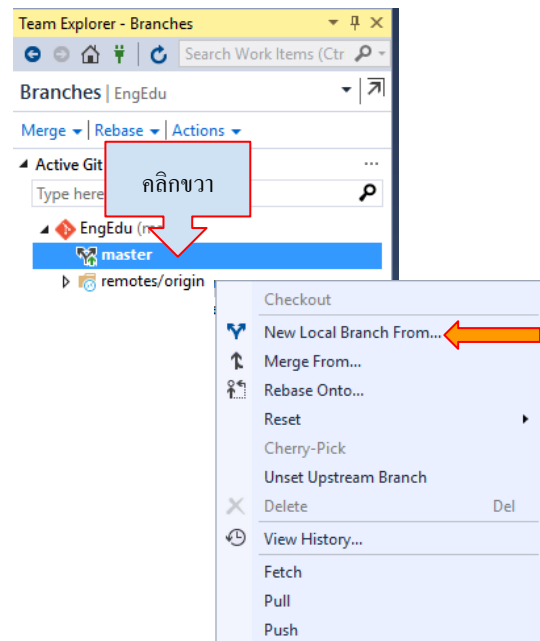 Team Explorer - Branches
Search Work Items (Ctr
Branches | EngEdu
Merge | Rebase | Actions
Active Git
คลิกขวา
Type here
EngEdu
master
remotes/origin
Checkout
New Local Branch From...
Merge From...
Rebase Onto...
Reset
Cherry-Pick
Unset Upstream Branch
Delete Del
View History...
Fetch
Pull
Push